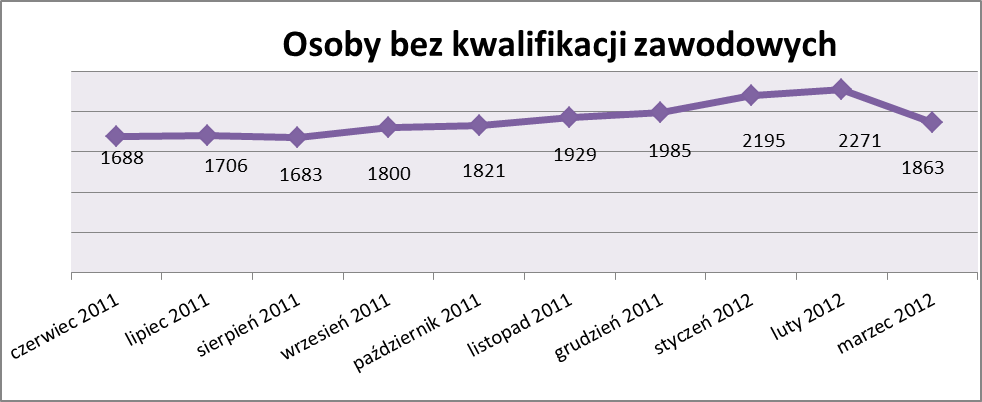 Osoby bez kwalifikacji zawodowych
1688
1706
1683
1800
1821
1929
1985
2195
2271
1863
czerwiec 2011
lipiec 2011
sierpień 2011
wrzesień 2011
październik 2011
listopad 2011
grudzień 2011
styczeń 2012
luty 2012
marzec 2012